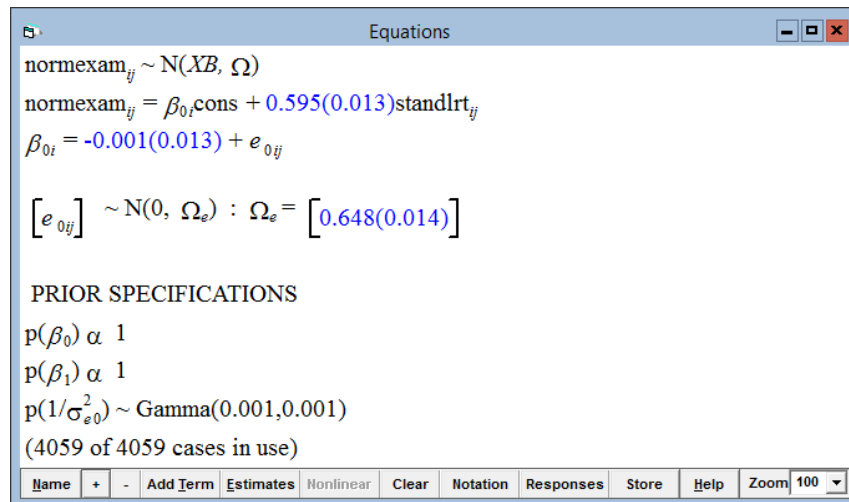 Equations
normexam_ij ~ N(XB, Ω)
normexam_ij = β_0i cons + 0.595(0.013)standlrt_ij
β_0i = -0.001(0.013) + e_0ij
[e_0ij] ~ N(0, Ω_e) : Ω_e = [0.648(0.014)]
PRIOR SPECIFICATIONS
p(β_0) α 1
p(β_1) α 1
p(1/σ²_e0) ~ Gamma(0.001,0.001)
(4059 of 4059 cases in use)
Name + - Add Term Estimates Nonlinear Clear Notation Responses Store Help Zoom 100